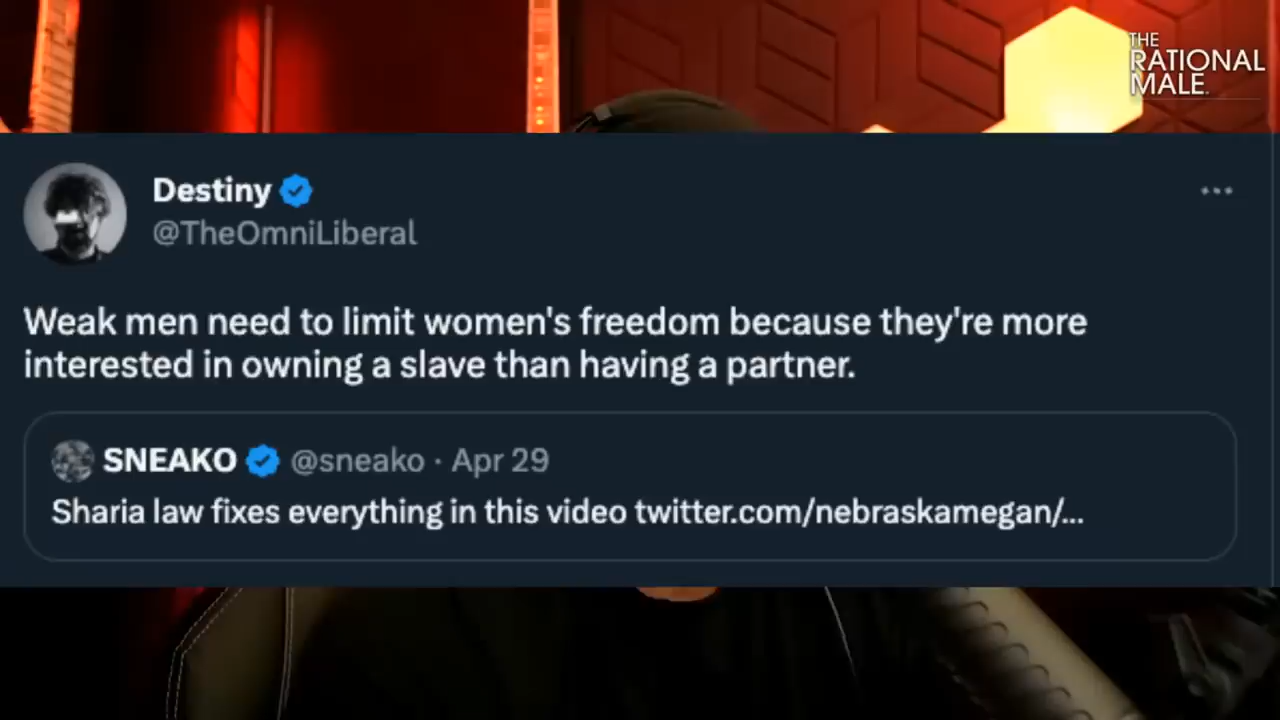 THE
RATIONAL
MALE.
Destiny
@TheOmniLiberal
Weak men need to limit women's freedom because they're more
interested in owning a slave than having a partner.
SNEAKO @sneako · Apr 29
Sharia law fixes everything in this video twitter.com/nebraskamegan/...